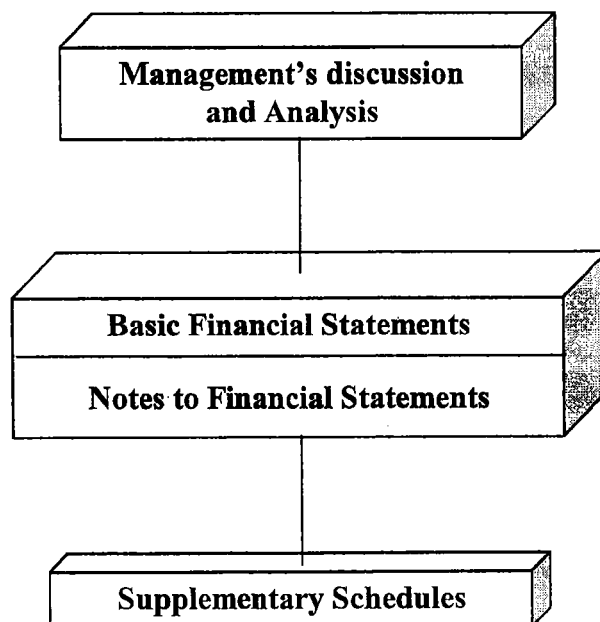 Management's discussion
and Analysis
Basic Financial Statements
Notes to Financial Statements
Supplementary Schedules